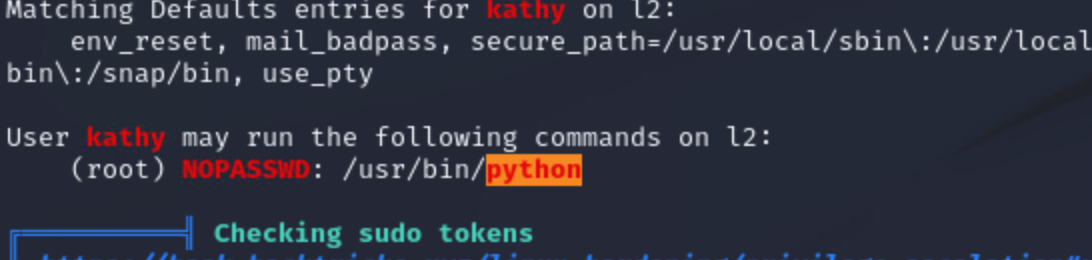 Matching Defaults entries for kathy on l2:
env_reset, mail_badpass, secure_path=/usr/local/sbin\:/usr/local
bin\:/snap/bin, use_pty
User kathy may run the following commands on l2:
(root) NOPASSWD: /usr/bin/python
Checking sudo tokens